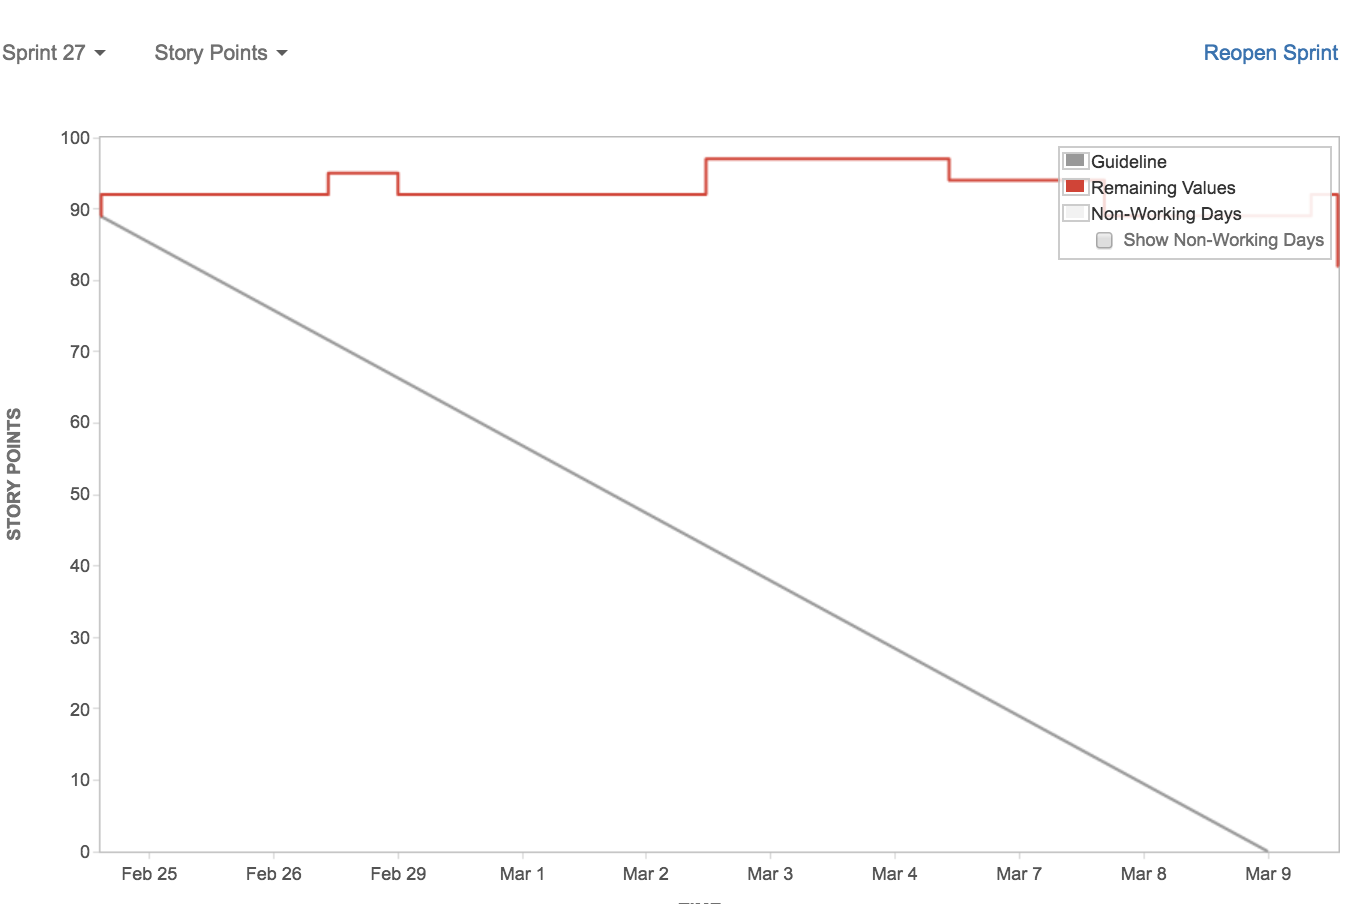 Sprint 27 Story Points Reopen Sprint
100
Guideline
Remaining Values
Non-Working Days
Show Non-Working Days
90
80
70
60
50
40
30
20
10
0
STORY POINTS
Feb 25 Feb 26 Feb 29 Mar 1 Mar 2 Mar 3 Mar 4 Mar 7 Mar 8 Mar 9